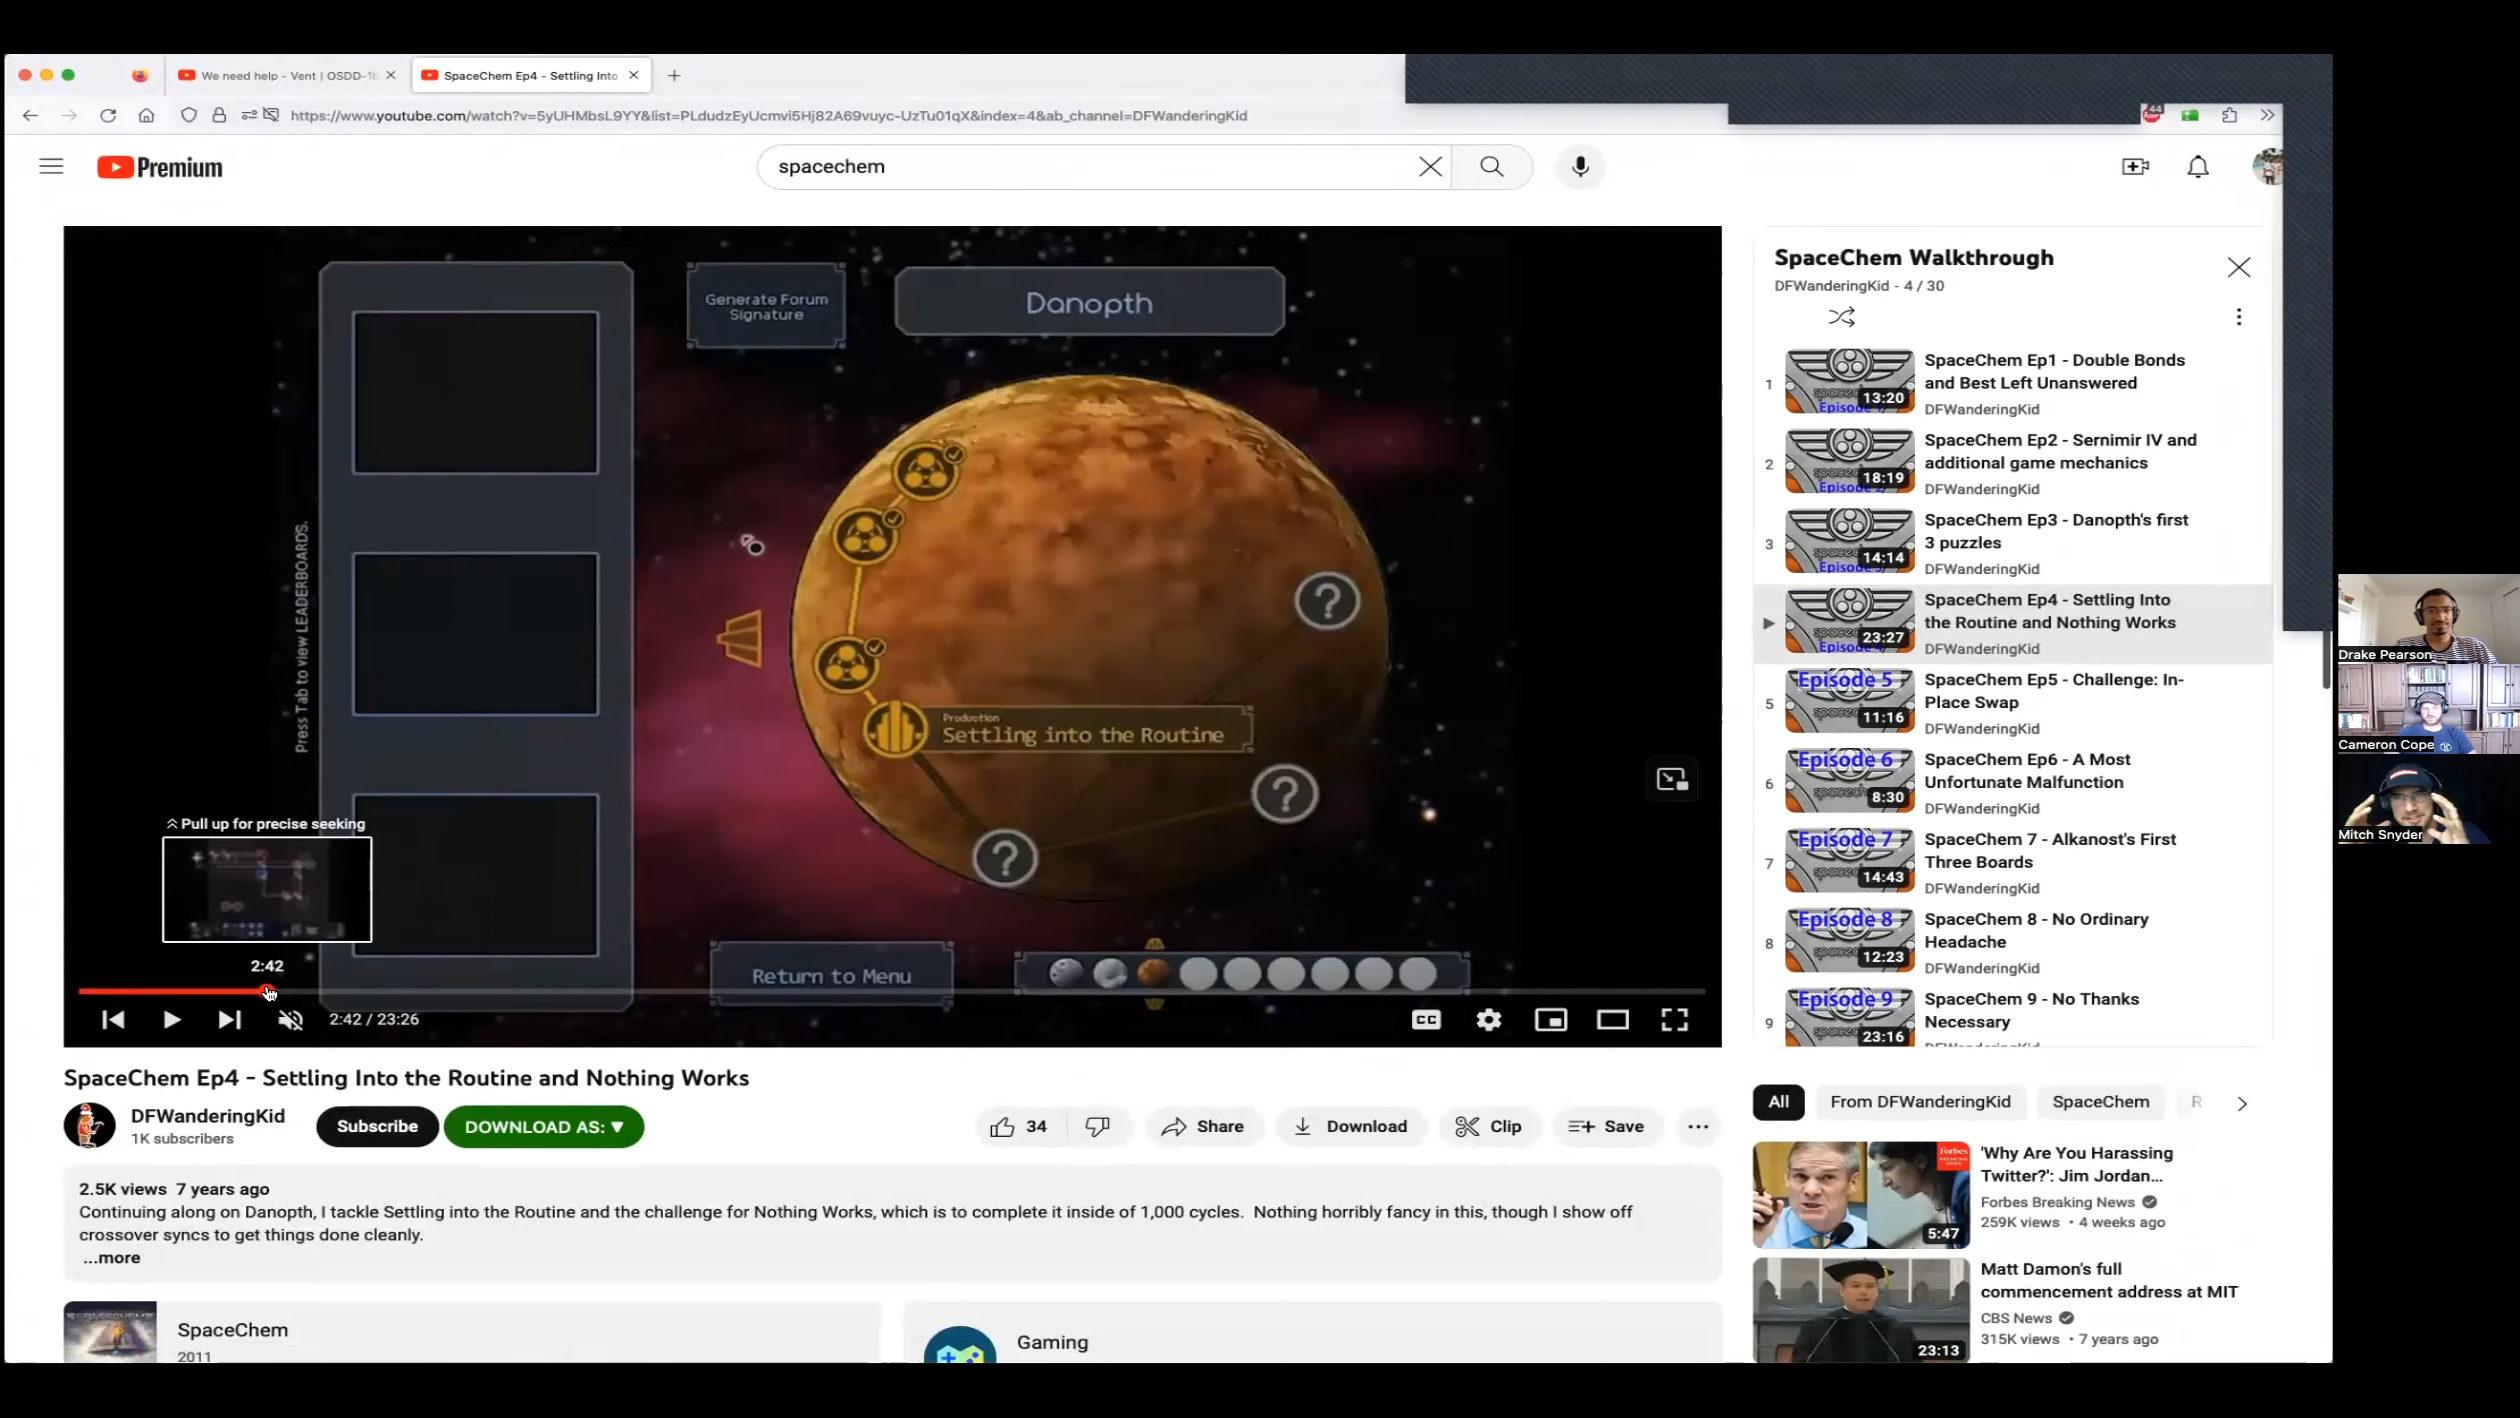 We need help - Vent | OSDD-1b
SpaceChem Ep4 - Settling Into
https://www.youtube.com/watch?v=5yUHMbsL9YY&list=PLdudzEyUcmvi5Hj82A69vuyc-UzTu01qX&index=4&ab_channel=DFWanderingKid
44
Premium
spacechem
Generate Forum
Signature
Danopth
Press Tab to view LEADERBOARDS.
Production
Settling into the Routine
Pull up for precise seeking
2:42
Return to Menu
2:42 / 23:26
CC
SpaceChem Walkthrough
DFWanderingKid - 4 / 30
1
13:20
Episode
SpaceChem Ep1 - Double Bonds
and Best Left Unanswered
DFWanderingKid
2
18:19
Episode
SpaceChem Ep2 - Sernimir IV and
additional game mechanics
DFWanderingKid
3
14:14
Episode
SpaceChem Ep3 - Danopth's first
3 puzzles
DFWanderingKid
23:27
Episode
SpaceChem Ep4 - Settling Into
the Routine and Nothing Works
DFWanderingKid
5
Episode 5
11:16
SpaceChem Ep5 - Challenge: In-
Place Swap
DFWanderingKid
6
Episode 6
8:30
SpaceChem Ep6 - A Most
Unfortunate Malfunction
DFWanderingKid
7
Episode 7
14:43
SpaceChem 7 - Alkanost's First
Three Boards
DFWanderingKid
8
Episode 8
12:23
SpaceChem 8 - No Ordinary
Headache
DFWanderingKid
9
Episode 9
23:16
SpaceChem 9 - No Thanks
Necessary
DFWanderingKid
Drake Pearson
Cameron Cope
Mitch Snyder
SpaceChem Ep4 - Settling Into the Routine and Nothing Works
DFWanderingKid
1K subscribers
Subscribe
DOWNLOAD AS: ▼
34
Share
Download
Clip
Save
2.5K views 7 years ago
Continuing along on Danopth, I tackle Settling into the Routine and the challenge for Nothing Works, which is to complete it inside of 1,000 cycles. Nothing horribly fancy in this, though I show off
crossover syncs to get things done cleanly.
...more
SpaceChem
2011
Gaming
All
From DFWanderingKid
SpaceChem
R
Forbes
5:47
'Why Are You Harassing
Twitter?': Jim Jordan...
Forbes Breaking News
259K views • 4 weeks ago
23:13
Matt Damon's full
commencement address at MIT
CBS News
315K views • 7 years ago